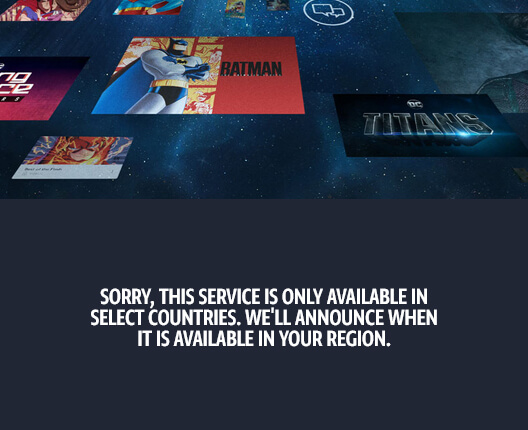 BATMAN
DC
TITANS
SORRY, THIS SERVICE IS ONLY AVAILABLE IN
SELECT COUNTRIES. WE'LL ANNOUNCE WHEN
IT IS AVAILABLE IN YOUR REGION.